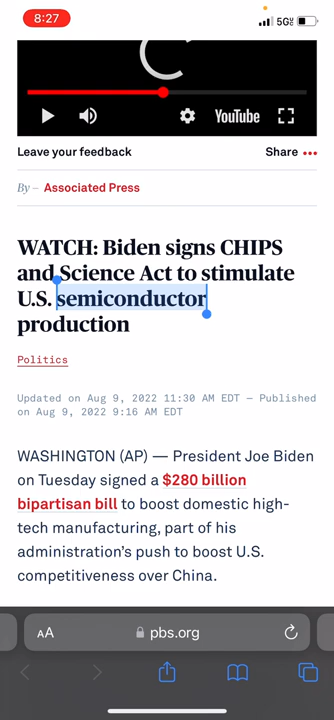 8:27
5G
YouTube
Leave your feedback
Share
By – Associated Press
WATCH: Biden signs CHIPS
and Science Act to stimulate
U.S. semiconductor
production
Politics
Updated on Aug 9, 2022 11:30 AM EDT — Published
on Aug 9, 2022 9:16 AM EDT
WASHINGTON (AP) — President Joe Biden
on Tuesday signed a $280 billion
bipartisan bill to boost domestic high-
tech manufacturing, part of his
administration’s push to boost U.S.
competitiveness over China.
AA
pbs.org